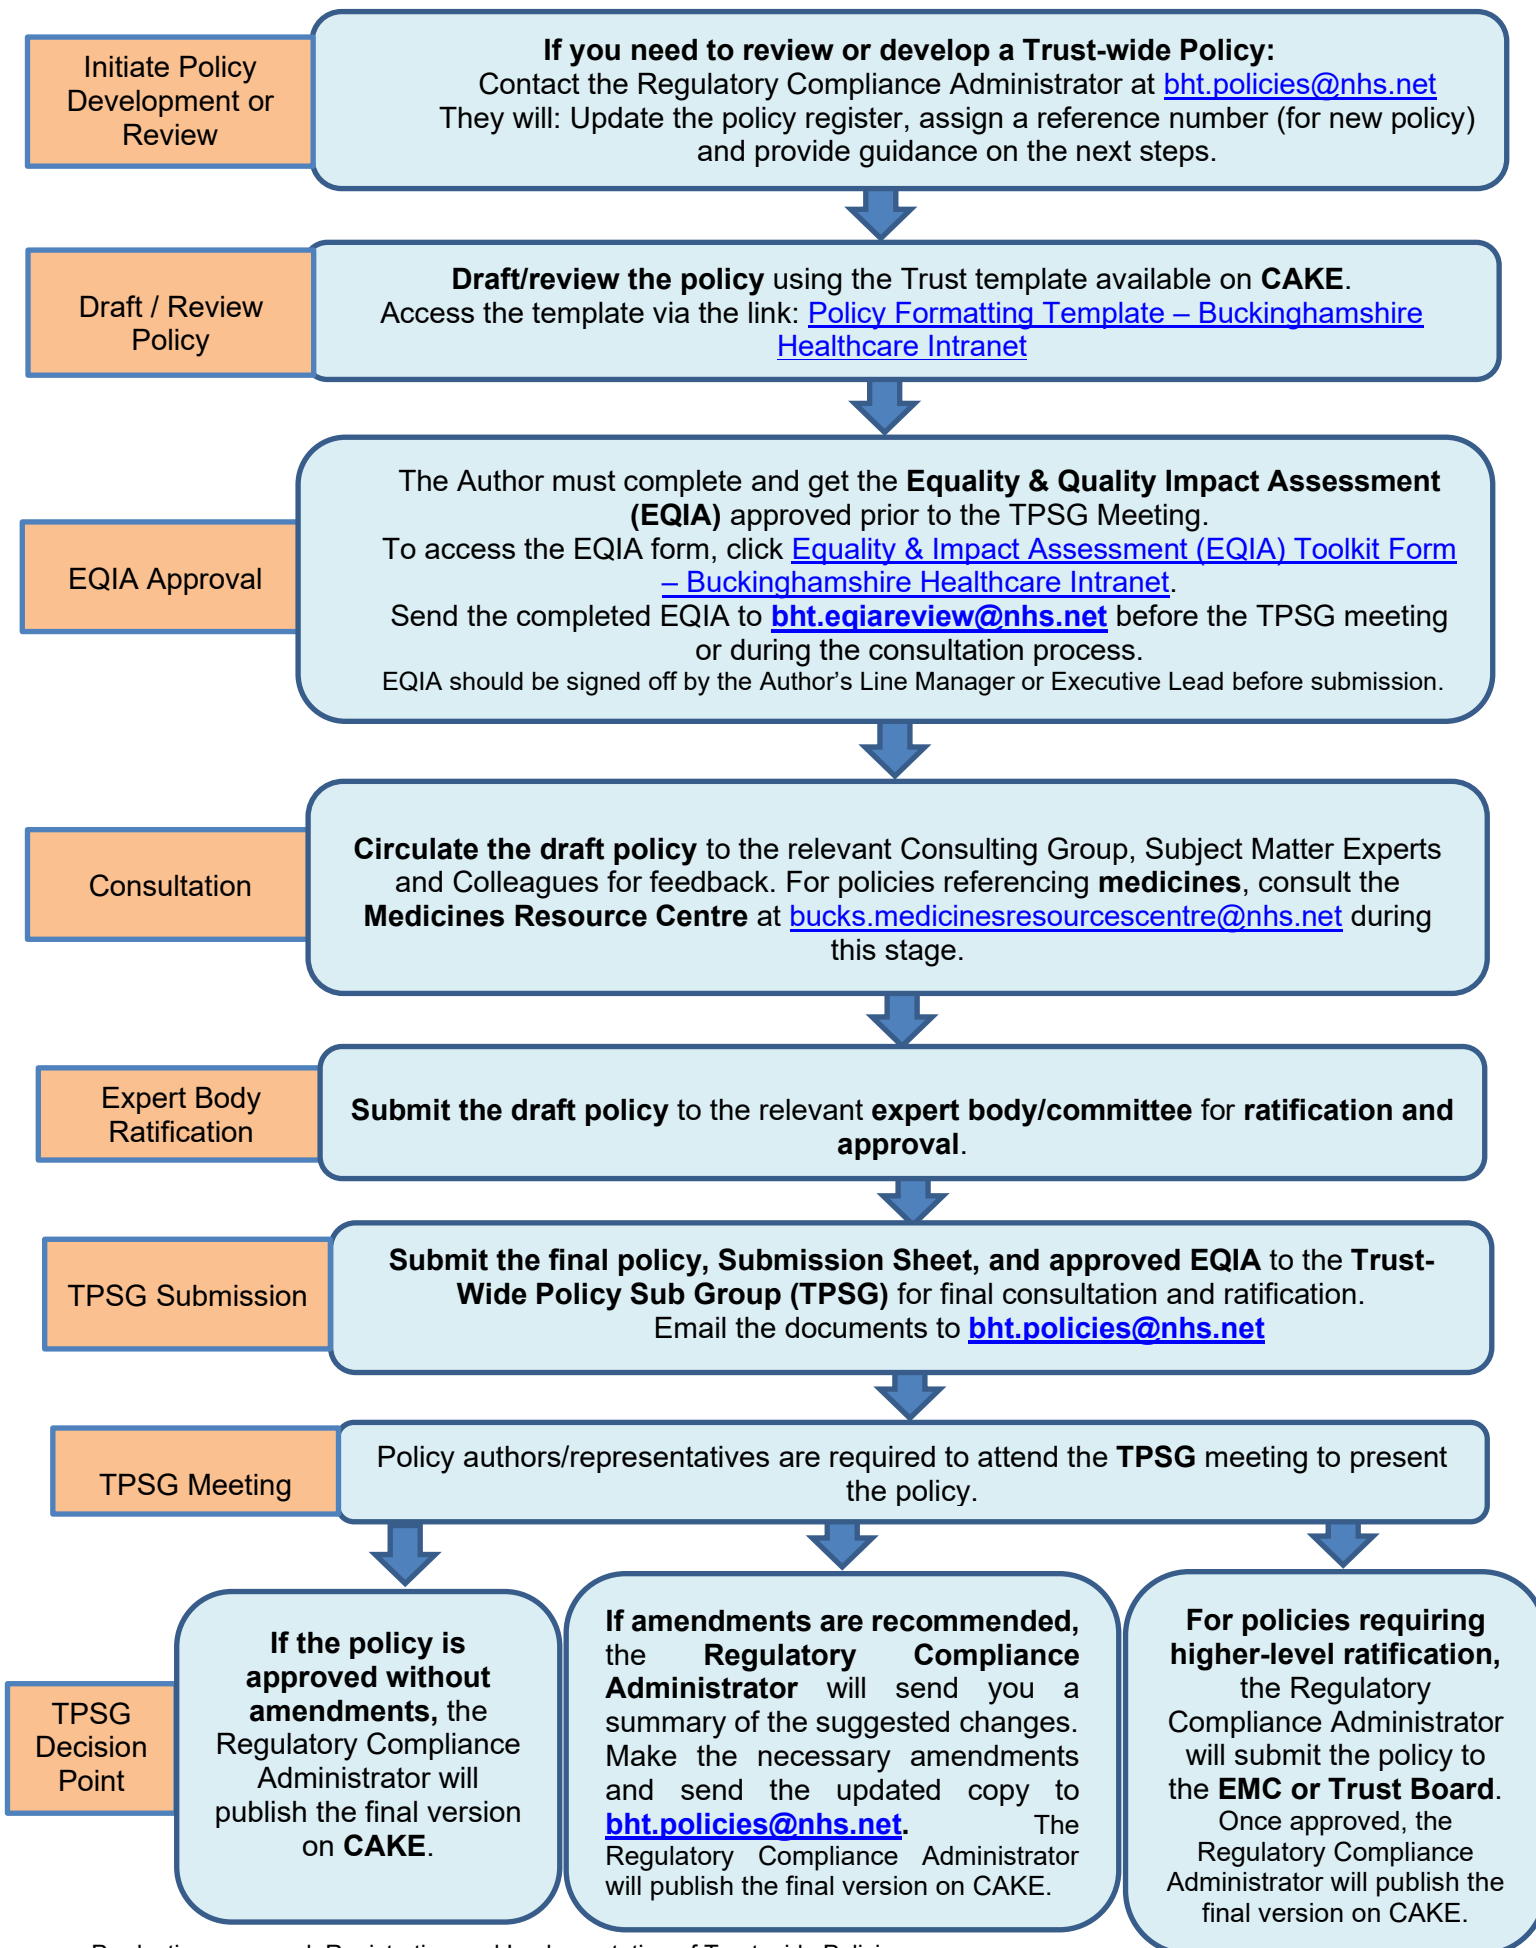 Initiate Policy
Development or
Review
If you need to review or develop a Trust-wide Policy:
Contact the Regulatory Compliance Administrator at bht.policies@nhs.net
They will: Update the policy register, assign a reference number (for new policy)
and provide guidance on the next steps.
Draft / Review
Policy
Draft/review the policy using the Trust template available on CAKE.
Access the template via the link: Policy Formatting Template – Buckinghamshire
Healthcare Intranet
EQIA Approval
The Author must complete and get the Equality & Quality Impact Assessment
(EQIA) approved prior to the TPSG Meeting.
To access the EQIA form, click Equality & Impact Assessment (EQIA) Toolkit Form
– Buckinghamshire Healthcare Intranet.
Send the completed EQIA to bht.eqiareview@nhs.net before the TPSG meeting
or during the consultation process.
EQIA should be signed off by the Author's Line Manager or Executive Lead before submission.
Consultation
Circulate the draft policy to the relevant Consulting Group, Subject Matter Experts
and Colleagues for feedback. For policies referencing medicines, consult the
Medicines Resource Centre at bucks.medicinesresourcescentre@nhs.net during
this stage.
Expert Body
Ratification
Submit the draft policy to the relevant expert body/committee for ratification and
approval.
TPSG Submission
Submit the final policy, Submission Sheet, and approved EQIA to the Trust-
Wide Policy Sub Group (TPSG) for final consultation and ratification.
Email the documents to bht.policies@nhs.net
TPSG Meeting
Policy authors/representatives are required to attend the TPSG meeting to present
the policy.
TPSG
Decision
Point
If the policy is
approved without
amendments, the
Regulatory Compliance
Administrator will
publish the final version
on CAKE.
If amendments are recommended,
the Regulatory Compliance
Administrator will send you a
summary of the suggested changes.
Make the necessary amendments
and send the updated copy to
bht.policies@nhs.net. The
Regulatory Compliance Administrator
will publish the final version on CAKE.
For policies requiring
higher-level ratification,
the Regulatory
Compliance Administrator
will submit the policy to
the EMC or Trust Board.
Once approved, the
Regulatory Compliance
Administrator will publish the
final version on CAKE.